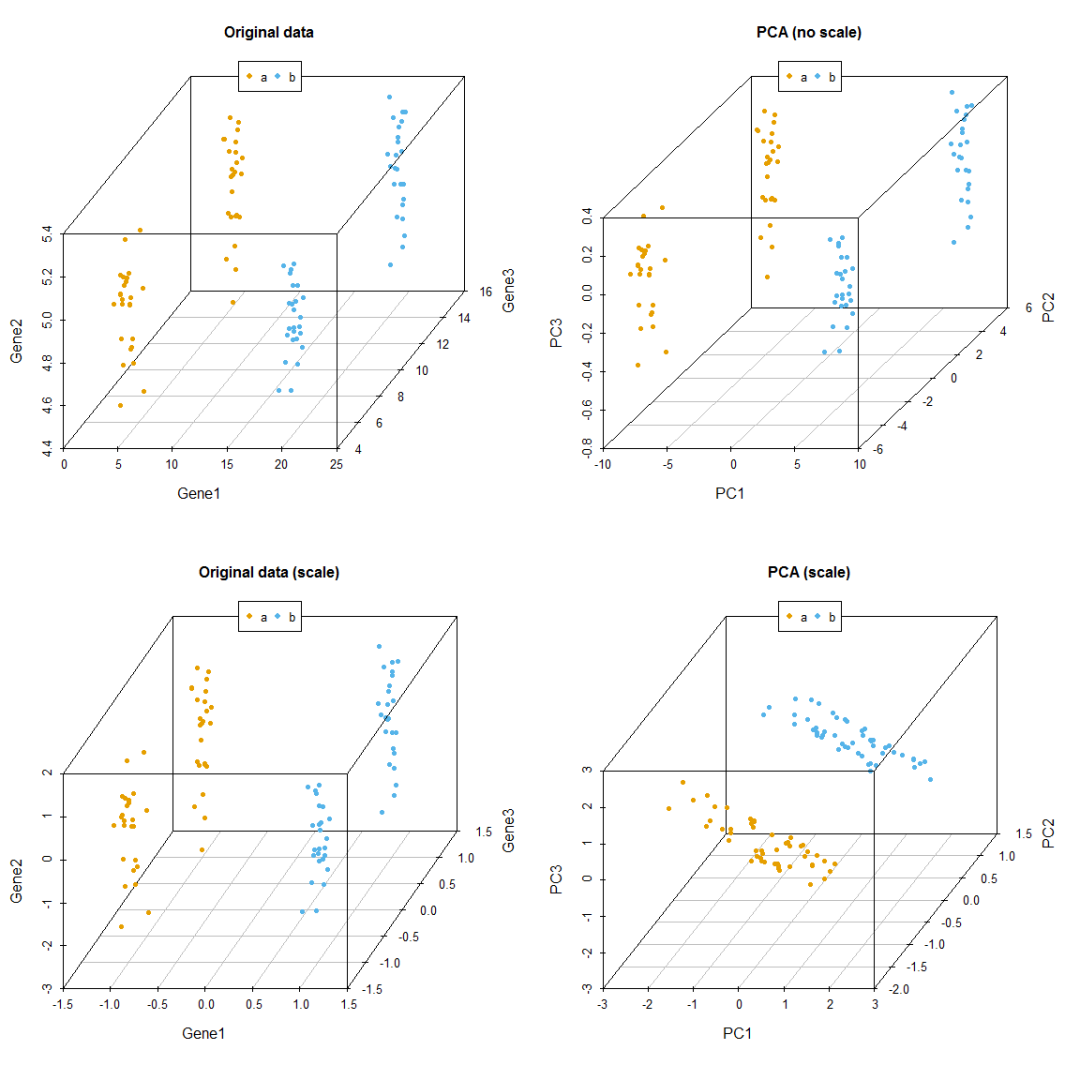 Original data
a b
5.4
5.2
5.0
4.8
4.6
4.4
Gene2
0 5 10 15 20 25
Gene1
4 6 8 10 12 14 16
Gene3
PCA (no scale)
a b
0.4
0.2
0.0
-0.2
-0.4
-0.6
-0.8
PC3
-10 -5 0 5 10
PC1
-6 -4 -2 0 2 4 6
PC2
Original data (scale)
a b
2
1
0
-1
-2
-3
Gene2
-1.5 -1.0 -0.5 0.0 0.5 1.0 1.5
Gene1
-1.5 -1.0 -0.5 0.0 0.5 1.0 1.5
Gene3
PCA (scale)
a b
3
2
1
0
-1
-2
-3
PC3
-3 -2 -1 0 1 2 3
PC1
-2.0 -1.5 -1.0 -0.5 0.0 0.5 1.0 1.5
PC2